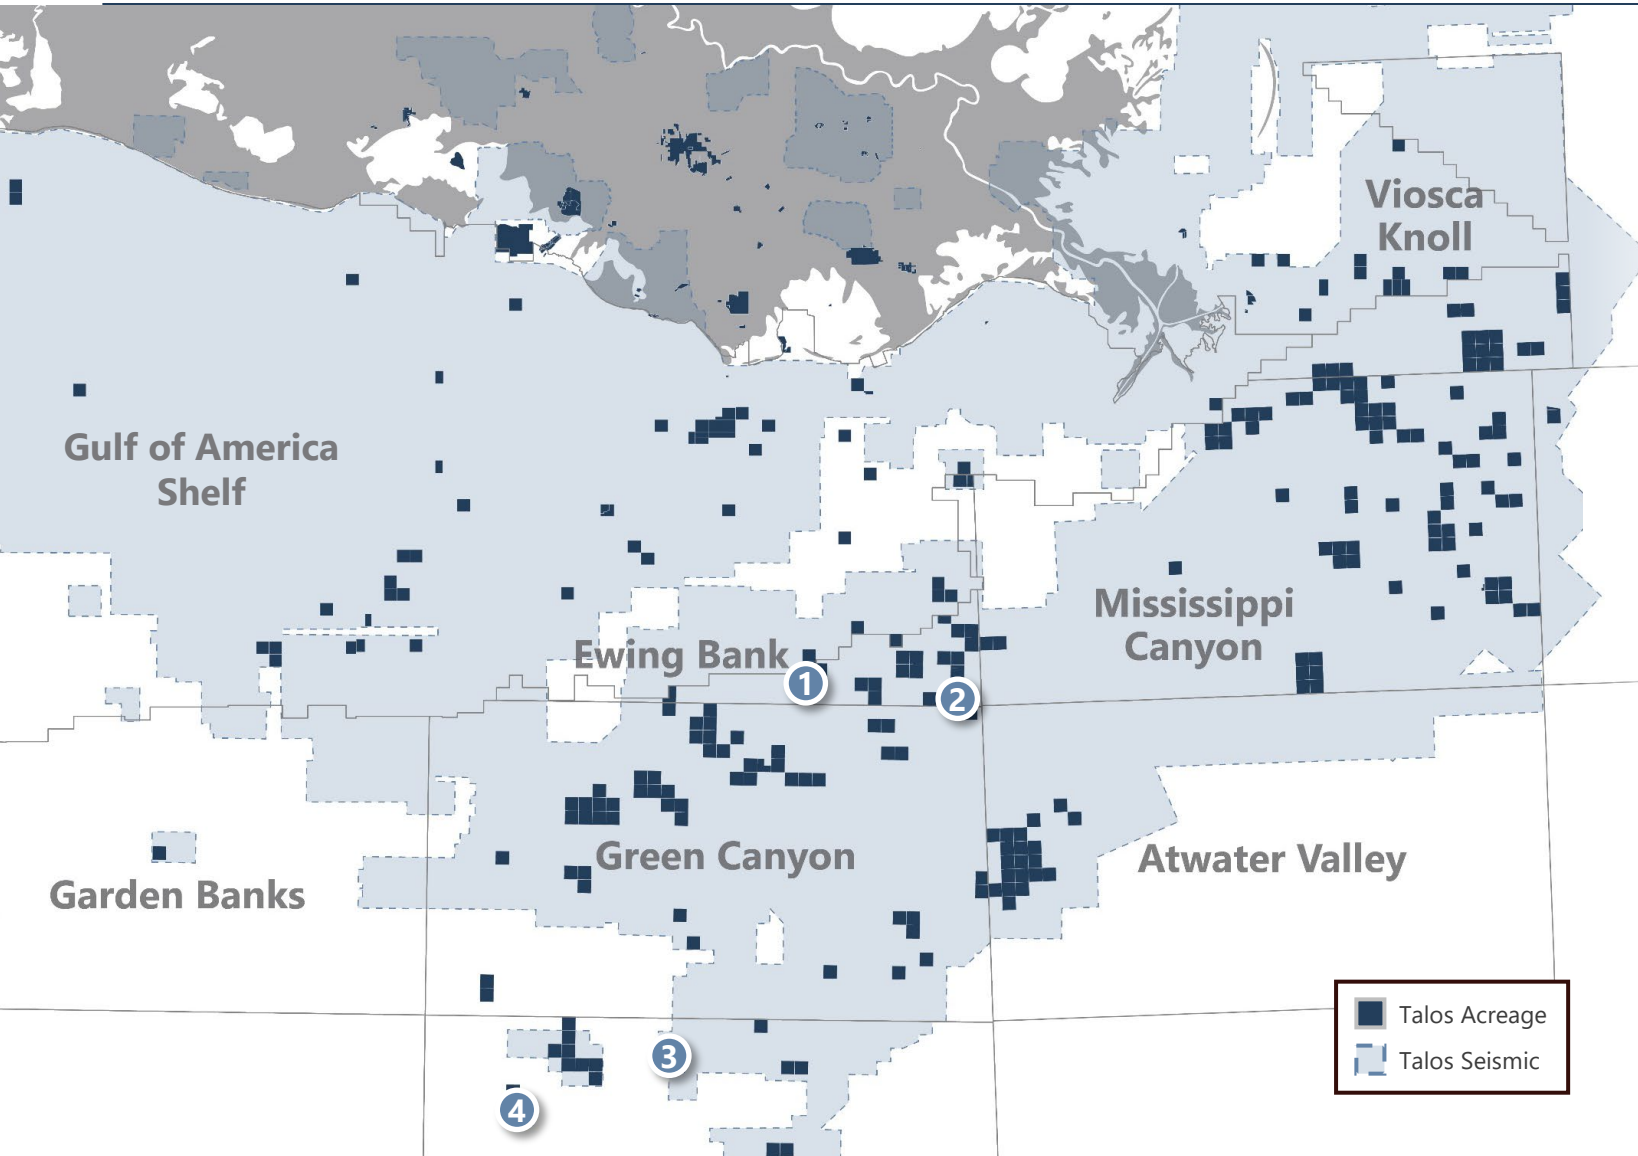 Viosca
Knoll
Gulf of America
Shelf
Mississippi
Canyon
Ewing Bank
1
2
Green Canyon
Atwater Valley
Garden Banks
Talos Acreage
3
Talos Seismic
4